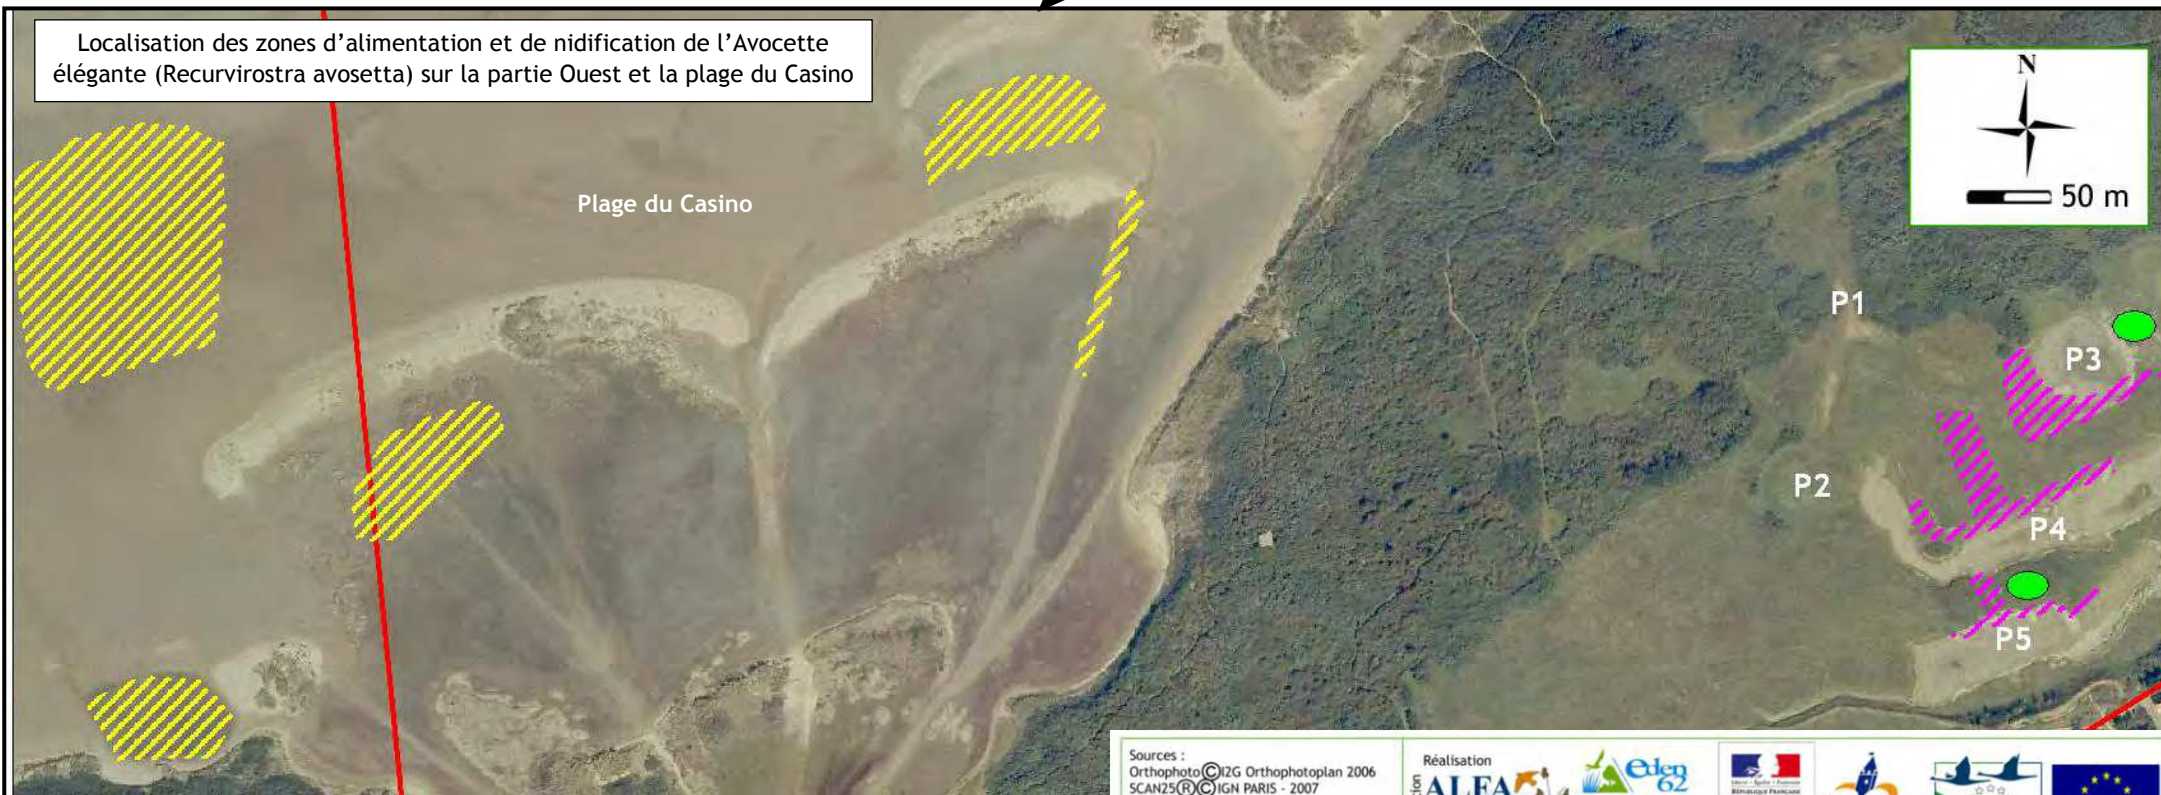 Localisation des zones d’alimentation et de nidification de l’Avocette
élégante (Recurvirostra avosetta) sur la partie Ouest et la plage du Casino
N
50 m
Plage du Casino
P1
P3
P2
P4
P5
Sources :
Orthophoto©I2G Orthophotoplan 2006
SCAN25®© IGN PARIS - 2007
Réalisation
ALFA
eden
62